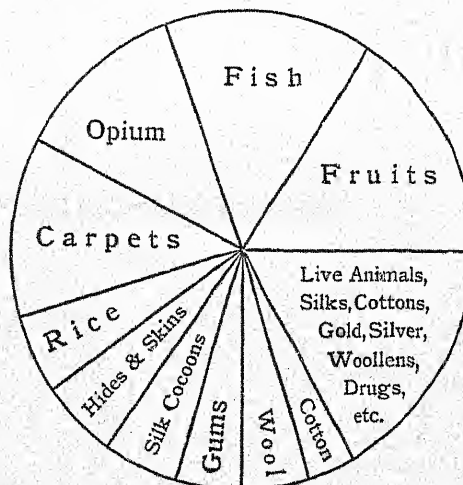 Fish
Opium
Fruits
Carpets
Rice
Hides & Skins
Silk Cocoons
Gums
Wool
Cotton
Live Animals,
Silks, Cottons,
Gold, Silver,
Woollens,
Drugs,
etc.